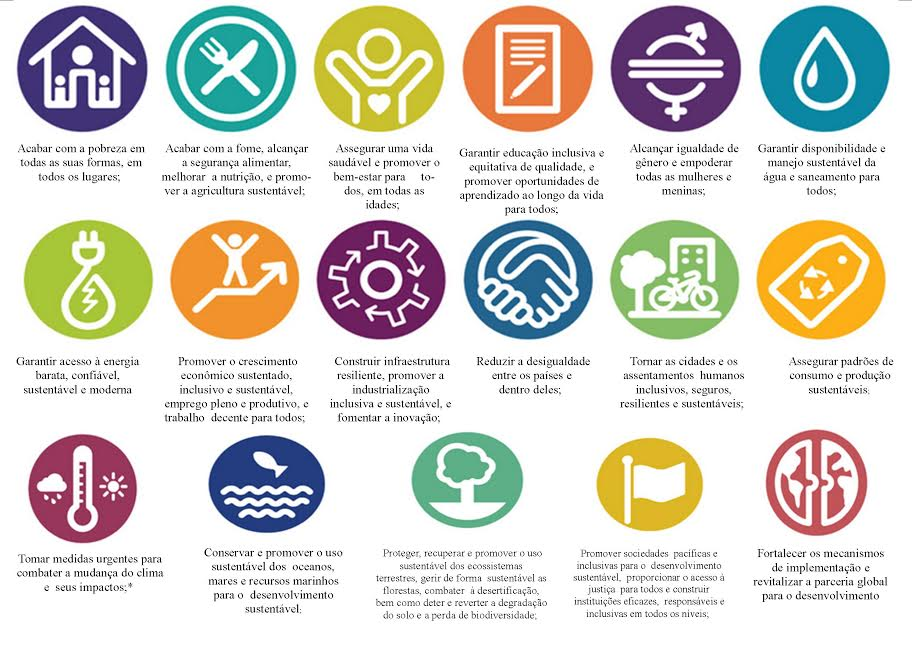 Acabar com a pobreza em
todas as suas formas, em
todos os lugares;
Acabar com a fome, alcançar
a segurança alimentar,
melhorar a nutrição, e promo-
ver a agricultura sustentável;
Assegurar uma vida
saudável e promover o
bem-estar para to-
dos, em todas as
idades;
Garantir educação inclusiva e
equitativa de qualidade, e
promover oportunidades de
aprendizado ao longo da vida
para todos;
Alcançar igualdade de
gênero e empoderar
todas as mulheres e
meninas;
Garantir disponibilidade e
manejo sustentável da
água e saneamento para
todos;
Garantir acesso à energia
barata, confiável,
sustentável e moderna
Promover o crescimento
econômico sustentado,
inclusivo e sustentável,
emprego pleno e produtivo, e
trabalho decente para todos;
Construir infraestrutura
resiliente, promover a
industrialização
inclusiva e sustentável, e
fomentar a inovação;
Reduzir a desigualdade
entre os países e
dentro deles;
Tornar as cidades e os
assentamentos humanos
inclusivos, seguros,
resilientes e sustentáveis;
Assegurar padrões de
consumo e produção
sustentáveis;
Tomar medidas urgentes para
combater a mudança do clima
e seus impactos;*
Conservar e promover o uso
sustentável dos oceanos,
mares e recursos marinhos
para o desenvolvimento
sustentável;
Proteger, recuperar e promover o uso
sustentável dos ecossistemas
terrestres, gerir de forma sustentável as
florestas, combater à desertificação,
bem como deter e reverter a degradação
do solo e a perda de biodiversidade;
Promover sociedades pacíficas e
inclusivas para o desenvolvimento
sustentável, proporcionar o acesso à
justiça para todos e construir
instituições eficazes, responsáveis e
inclusivas em todos os níveis;
Fortalecer os mecanismos
de implementação e
revitalizar a parceria global
para o desenvolvimento